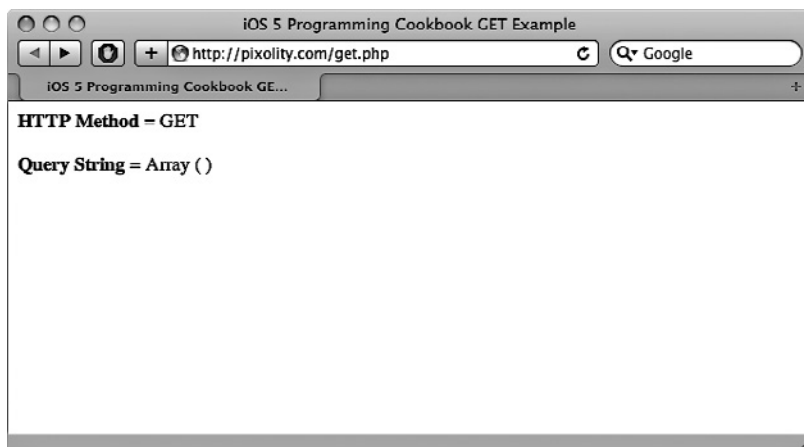 iOS 5 Programming Cookbook GET Example
http://pixolity.com/get.php
Google
iOS 5 Programming Cookbook GE...
HTTP Method = GET
Query String = Array ( )